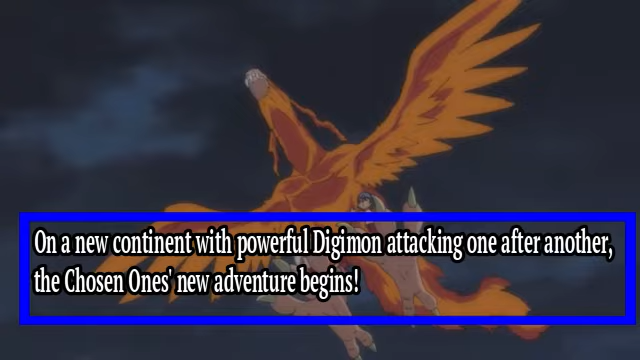 On a new continent with powerful Digimon attacking one after another,
the Chosen Ones' new adventure begins!